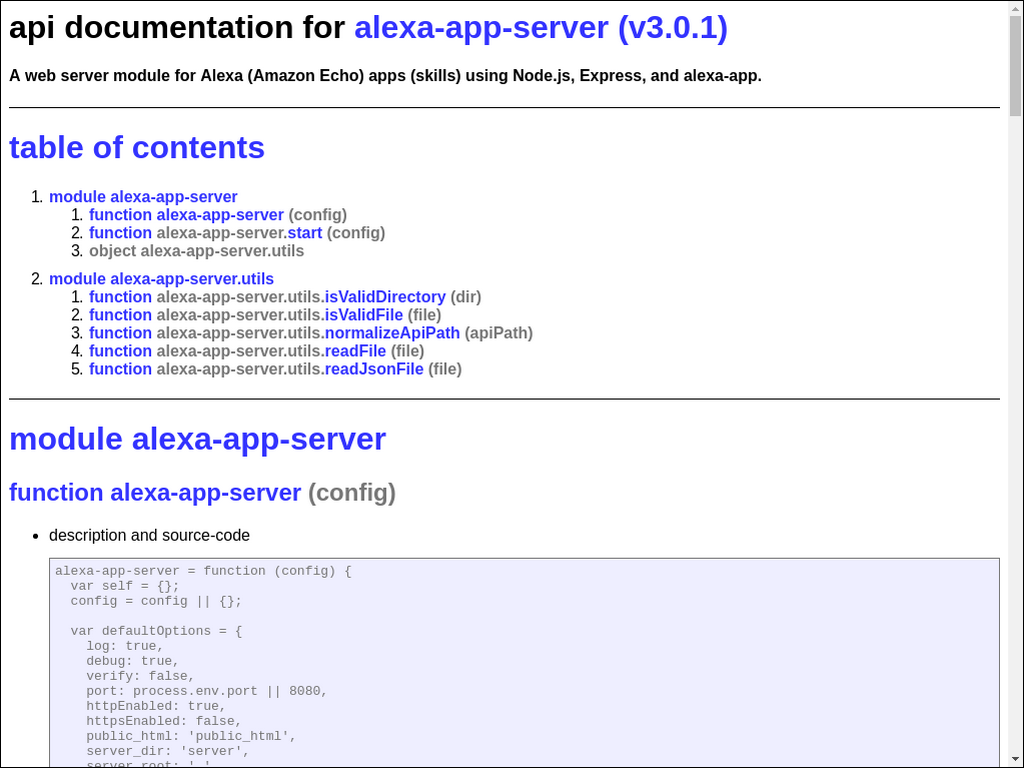 api documentation for alexa-app-server (v3.0.1)
A web server module for Alexa (Amazon Echo) apps (skills) using Node.js, Express, and alexa-app.
table of contents
1. module alexa-app-server
1. function alexa-app-server (config)
2. function alexa-app-server.start (config)
3. object alexa-app-server.utils
2. module alexa-app-server.utils
1. function alexa-app-server.utils.isValidDirectory (dir)
2. function alexa-app-server.utils.isValidFile (file)
3. function alexa-app-server.utils.normalizeApiPath (apiPath)
4. function alexa-app-server.utils.readFile (file)
5. function alexa-app-server.utils.readJsonFile (file)
module alexa-app-server
function alexa-app-server (config)
• description and source-code
alexa-app-server = function (config) {
  var self = {};
  config = config || {};
  var defaultOptions = {
    log: true,
    debug: true,
    verify: false,
    port: process.env.port || 8080,
    httpEnabled: true,
    httpsEnabled: false,
    public_html: 'public_html',
    server_dir: 'server',
    server_root: '.'